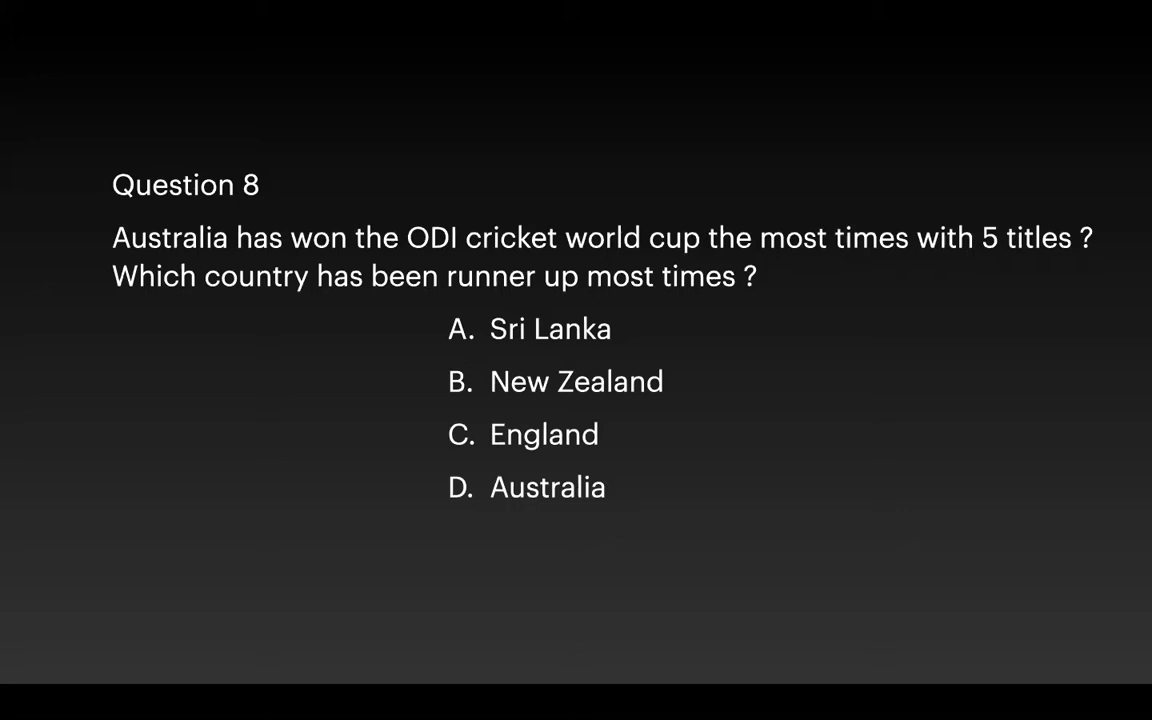 Question 8
Australia has won the ODI cricket world cup the most times with 5 titles ?
Which country has been runner up most times ?
A. Sri Lanka
B. New Zealand
C. England
D. Australia